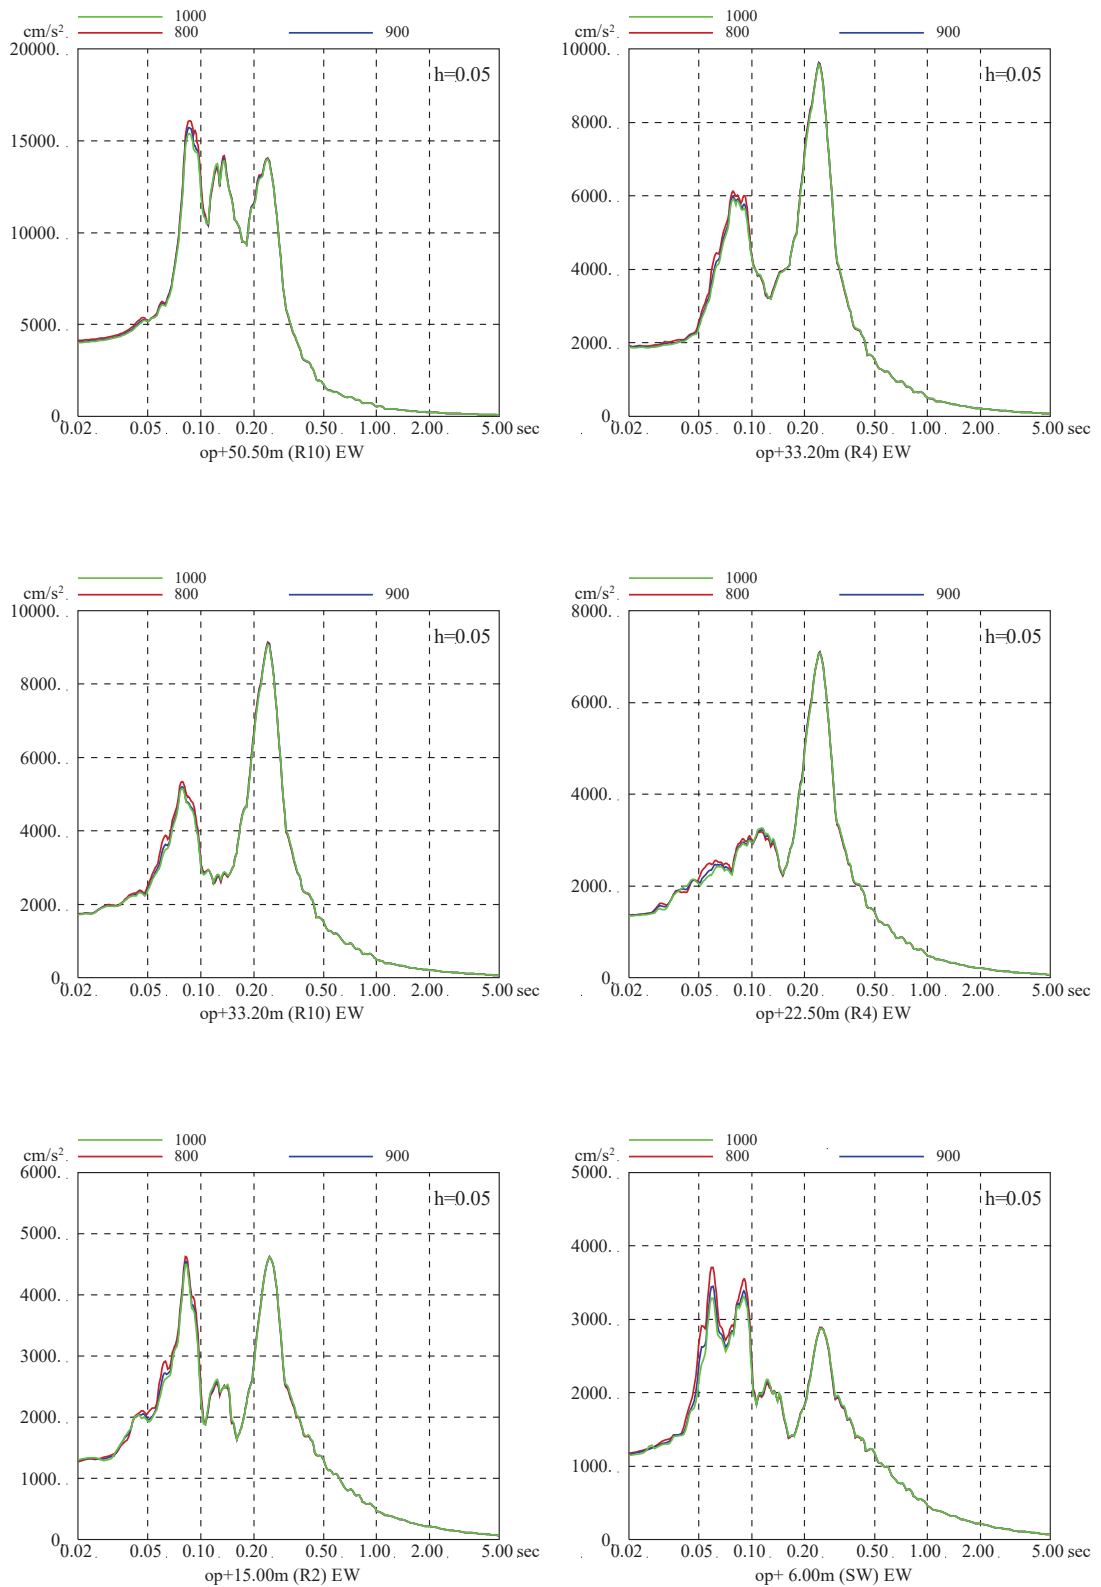 1000
cm/s². 800 900
20000.
h=0.05
15000.
10000.
5000.
0.
0.02 0.05 0.10 0.20 0.50 1.00 2.00 5.00 sec
op+50.50m (R10) EW
1000
800 900
10000.
h=0.05
8000.
6000.
4000.
2000.
0.
0.02 0.05 0.10 0.20 0.50 1.00 2.00 5.00 sec
op+33.20m (R4) EW
1000
cm/s². 800 900
10000.
h=0.05
8000.
6000.
4000.
2000.
0.
0.02 0.05 0.10 0.20 0.50 1.00 2.00 5.00 sec
op+33.20m (R10) EW
1000
cm/s². 800 900
8000.
h=0.05
6000.
4000.
2000.
0.
0.02 0.05 0.10 0.20 0.50 1.00 2.00 5.00 sec
op+22.50m (R4) EW
1000
cm/s². 800 900
6000.
h=0.05
5000.
4000.
3000.
2000.
1000.
0.
0.02 0.05 0.10 0.20 0.50 1.00 2.00 5.00 sec
op+15.00m (R2) EW
1000
cm/s². 800 900
5000.
h=0.05
4000.
3000.
2000.
1000.
0.
0.02 0.05 0.10 0.20 0.50 1.00 2.00 5.00 sec
op+ 6.00m (SW) EW